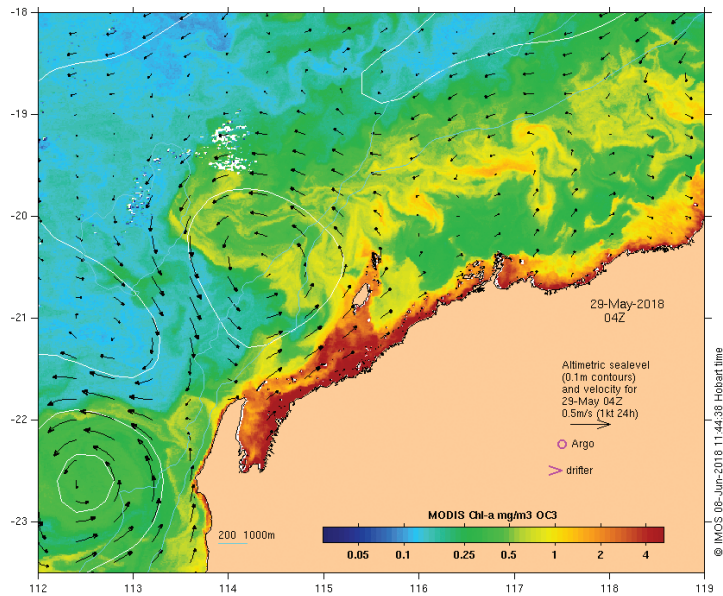 -18
-19
-20
-21
-22
-23
29-May-2018
04Z
Altimetric sealevel
(0.1m contours)
and velocity for
29-May 04Z
0.5m/s (1kt 24h)
Argo
drifter
200 1000m
MODIS Chl-a mg/m3 OC3
0.05 0.1 0.25 0.5 1 2 4
112 113 114 115 116 117 118 119
© IMOS 08-Jun-2018 11:44:38 Hobart time